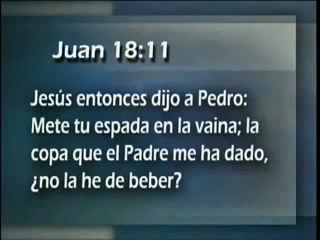 Juan 18:11
Jesús entonces dijo a Pedro:
Mete tu espada en la vaina; la
copa que el Padre me ha dado,
¿no la he de beber?